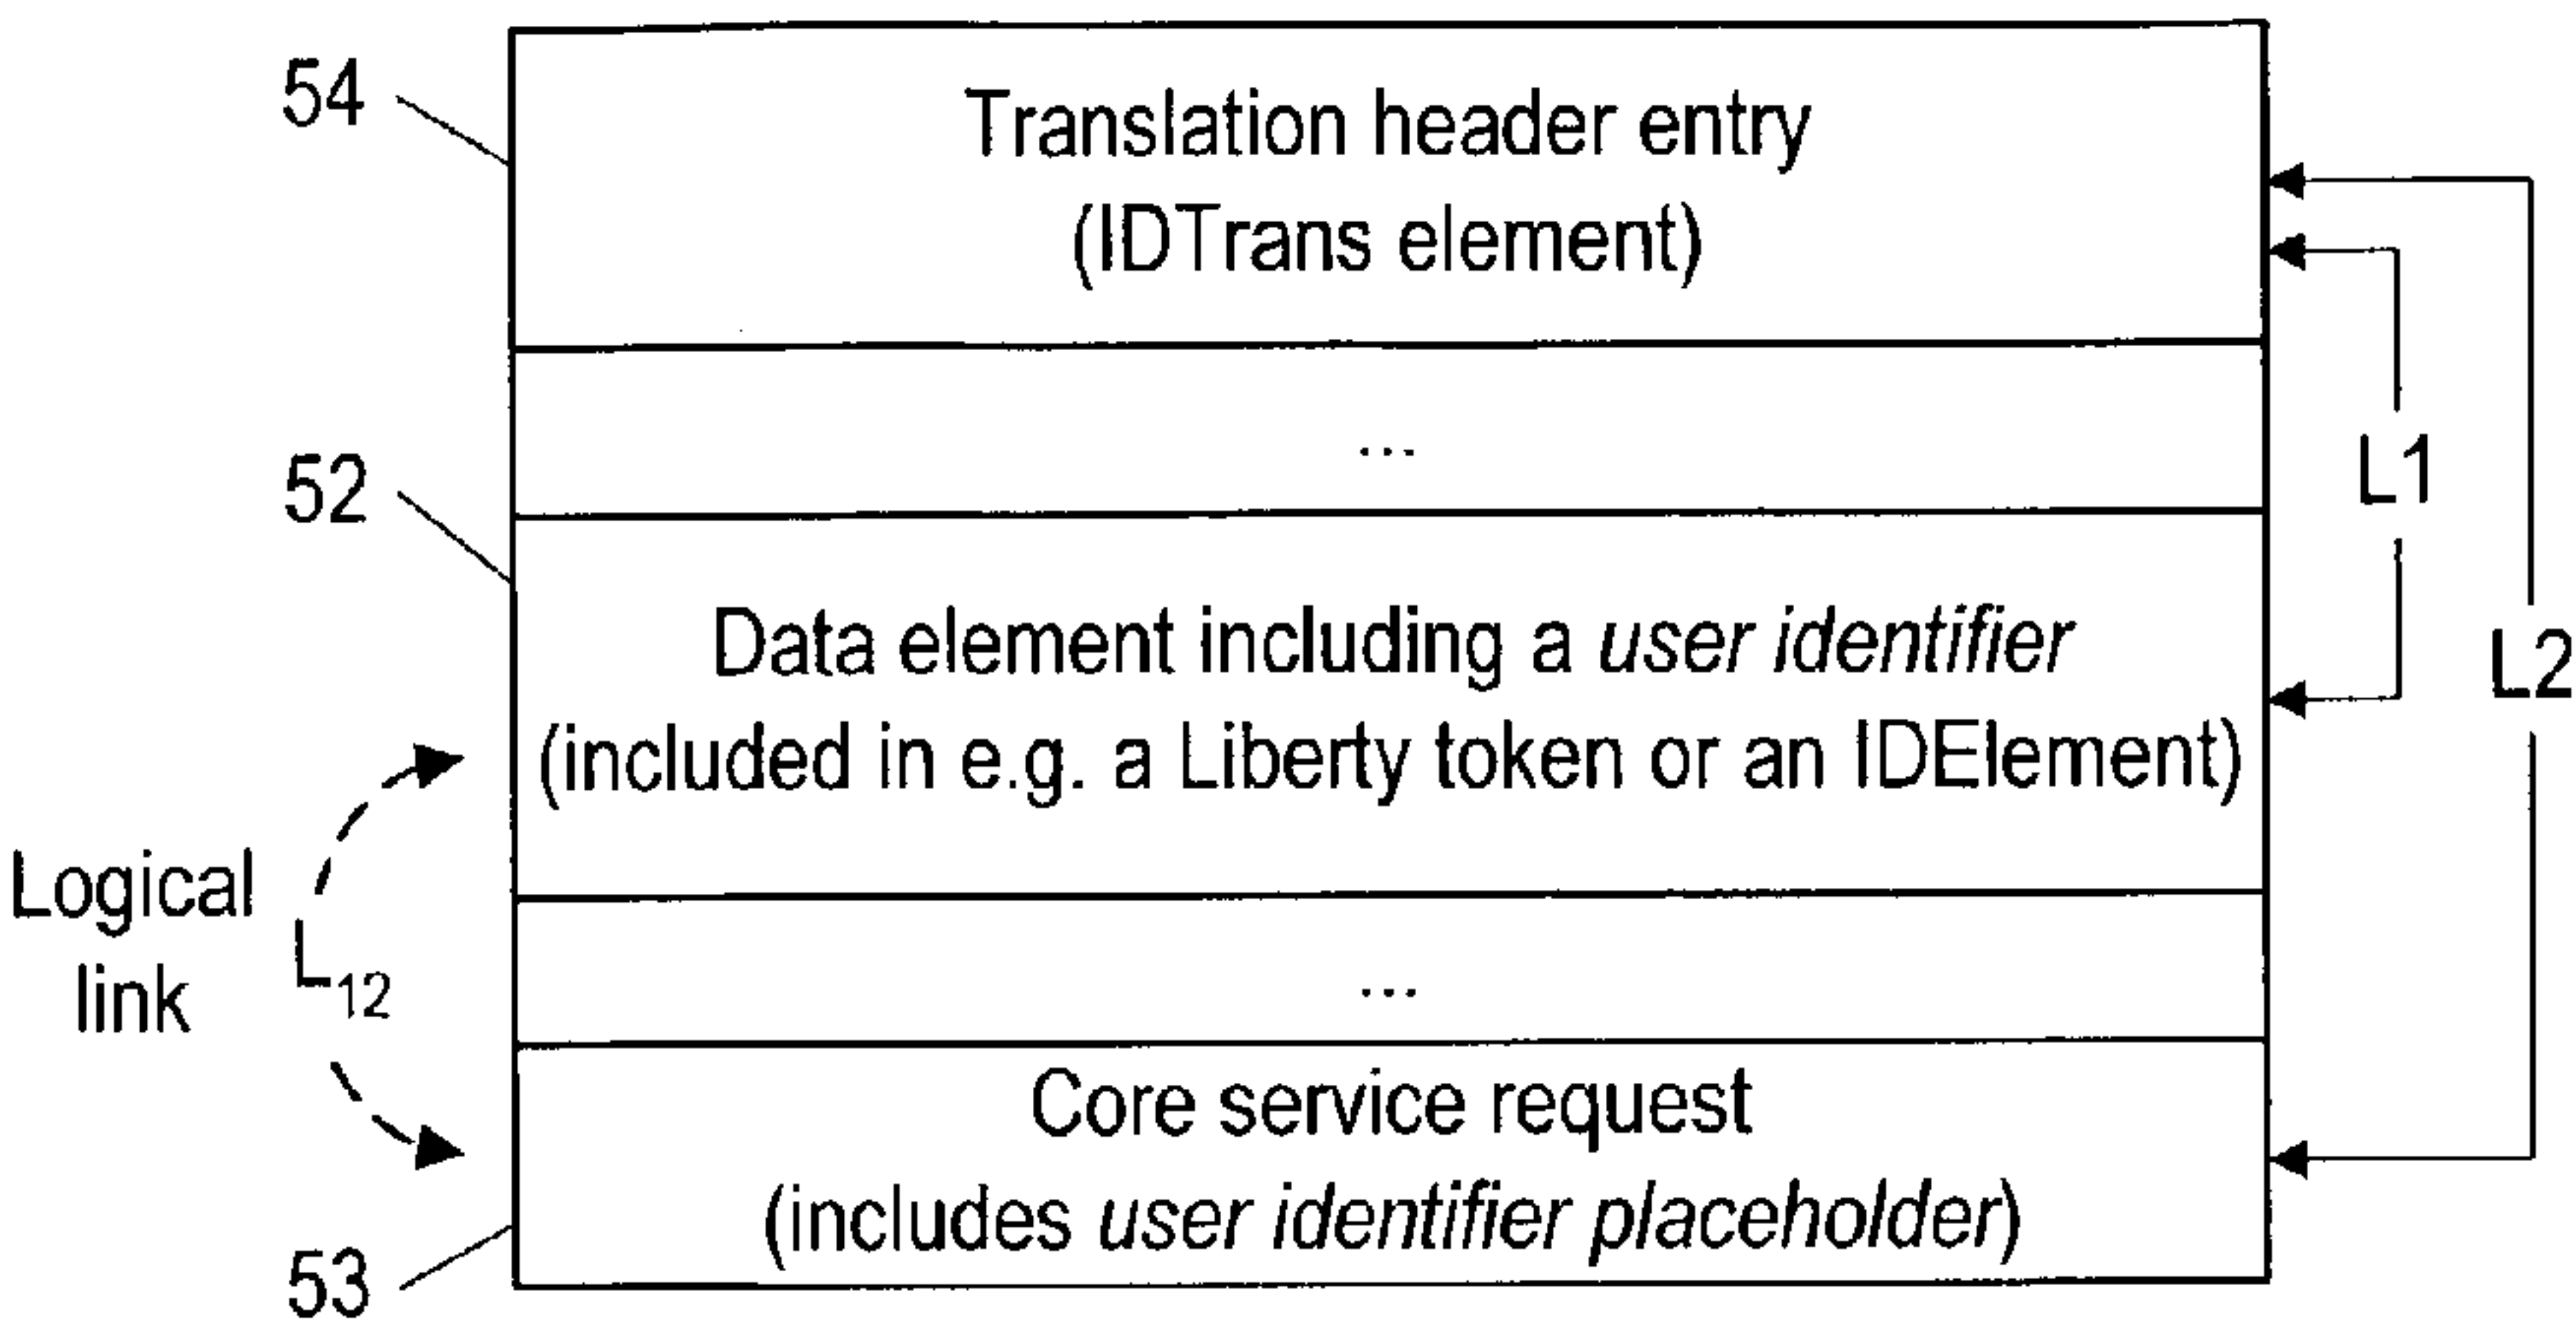 54
Translation header entry
(IDTrans element)
...
L1
52
Data element including a user identifier
(included in e.g. a Liberty token or an IDElement)
L2
Logical
link
L12
...
Core service request
(includes user identifier placeholder)
53